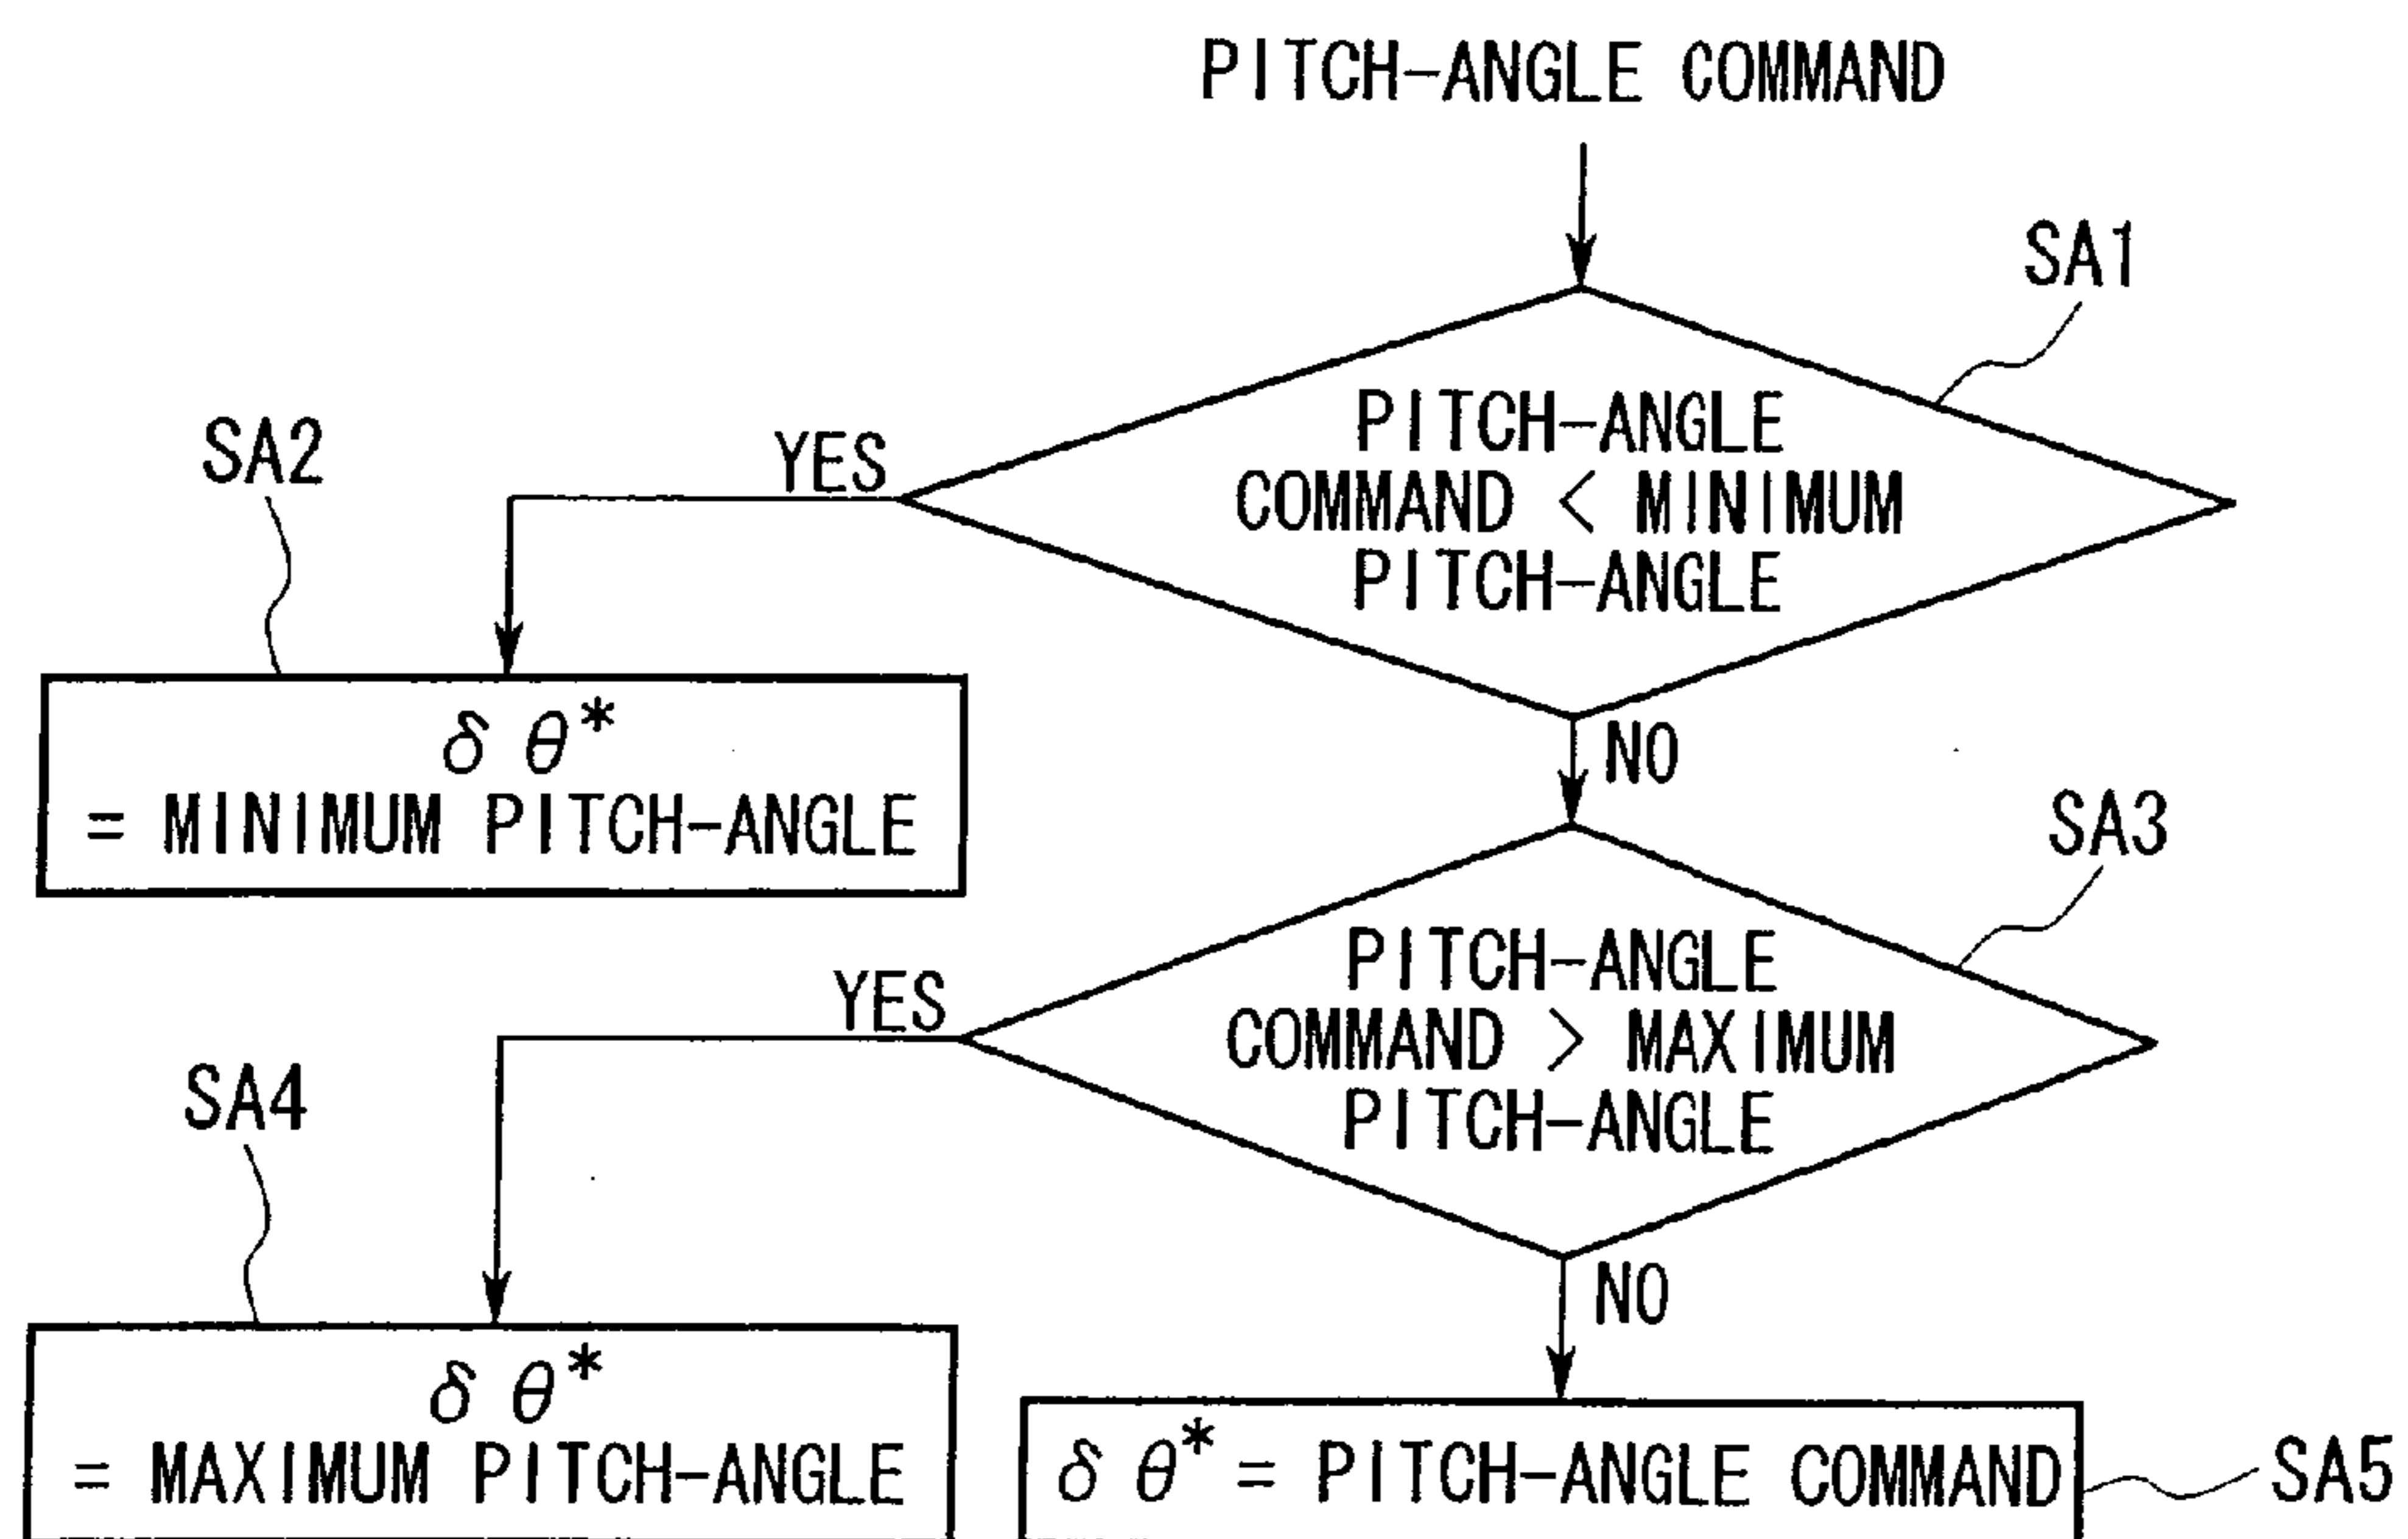 PITCH-ANGLE COMMAND
SA1
PITCH-ANGLE
COMMAND < MINIMUM
PITCH-ANGLE
YES
SA2
δ θ*
= MINIMUM PITCH-ANGLE
NO
SA3
PITCH-ANGLE
COMMAND > MAXIMUM
PITCH-ANGLE
YES
SA4
δ θ*
= MAXIMUM PITCH-ANGLE
NO
δ θ* = PITCH-ANGLE COMMAND
SA5